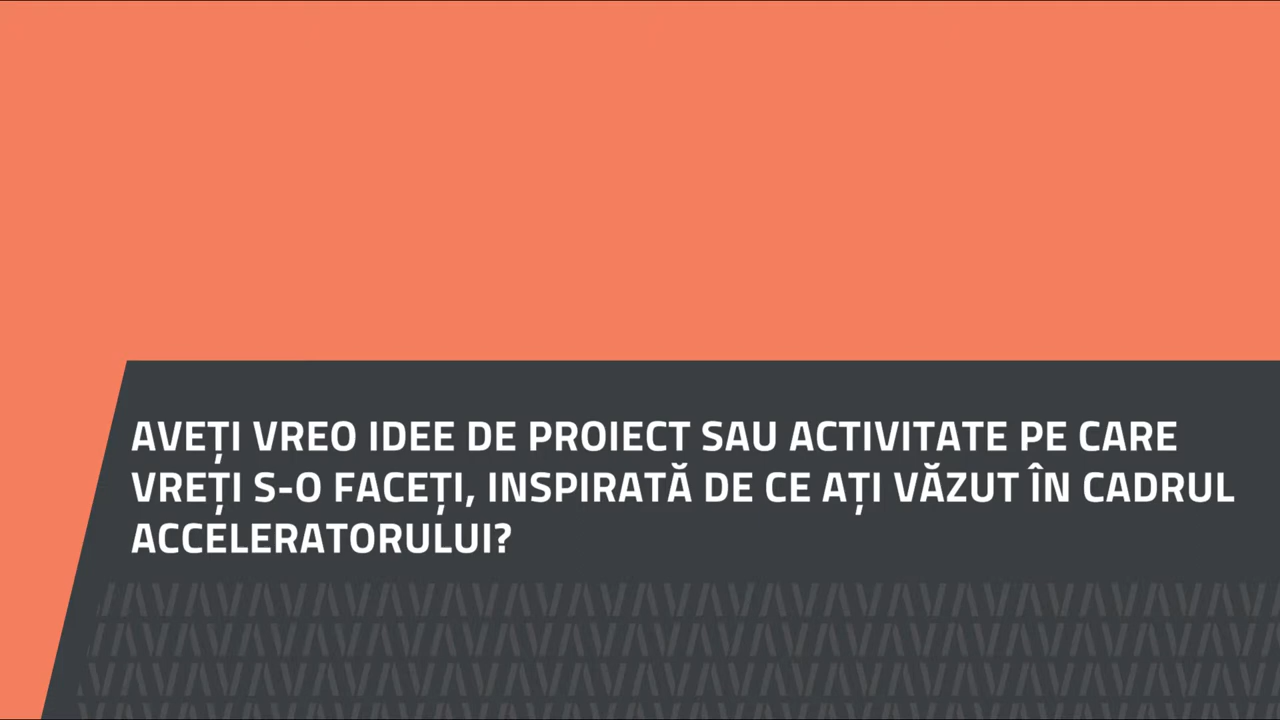 AVEȚI VREO IDEE DE PROIECT SAU ACTIVITATE PE CARE
VREȚI S-O FACEȚI, INSPIRATĂ DE CE AȚI VĂZUT ÎN CADRUL
ACCELERATORULUI?